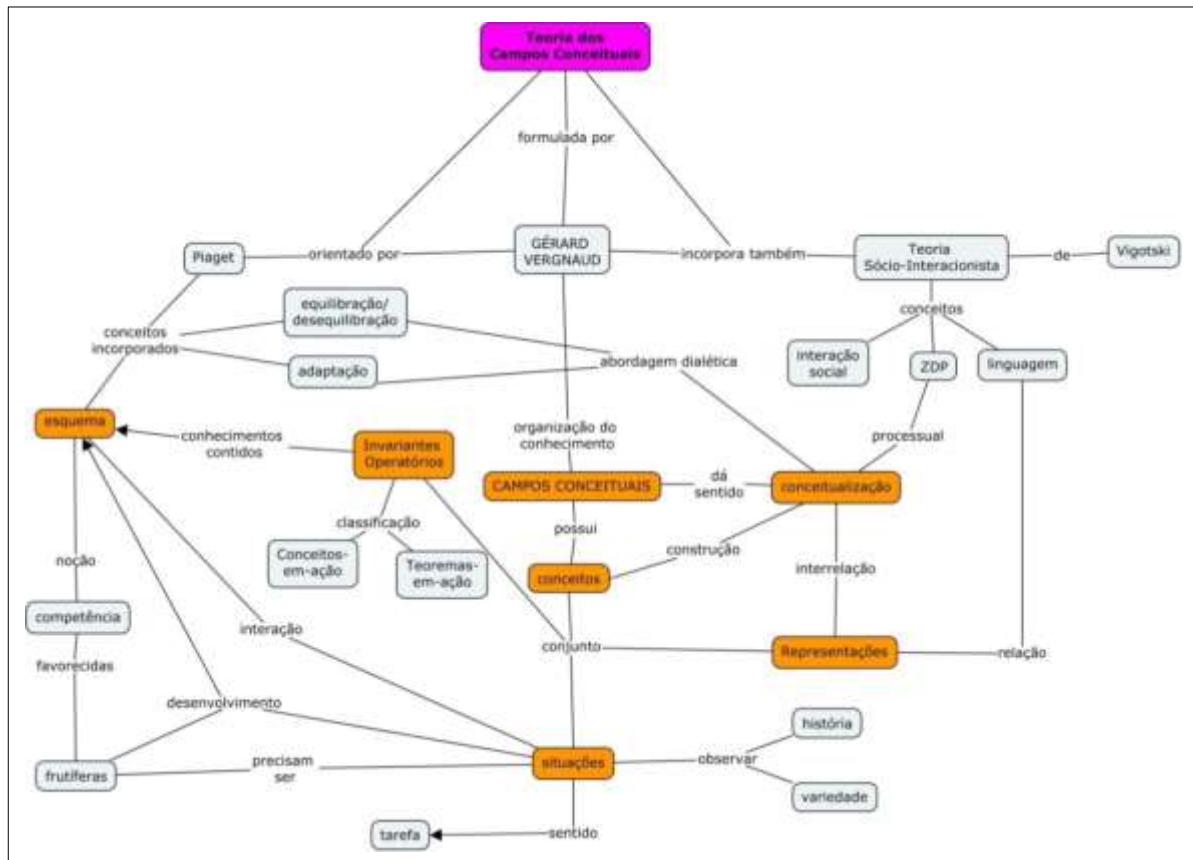 Teoria dos
Campos Conceituais
formulada por
Piaget
orientado por
GÉRARD
VERGNAUD
incorpora também
Teoria
Sócio-Interacionista
de
Vigotski
equilibração/
desequilibração
conceitos
incorporados
adaptação
abordagem dialética
conceitos
interação
social
ZDP
linguagem
esquema
conhecimentos
contidos
Invariantes
Operatórios
organização do
conhecimento
processual
CAMPOS CONCEITUAIS
dá
sentido
conceitualização
classificação
possui
Conceitos-
em-ação
Teoremas-
em-ação
construção
noção
conceitos
interrelação
competência
interação
conjunto
Representações
relação
favorecidas
desenvolvimento
história
frutíferas
precisam
ser
situações
observar
variedade
tarefa
sentido